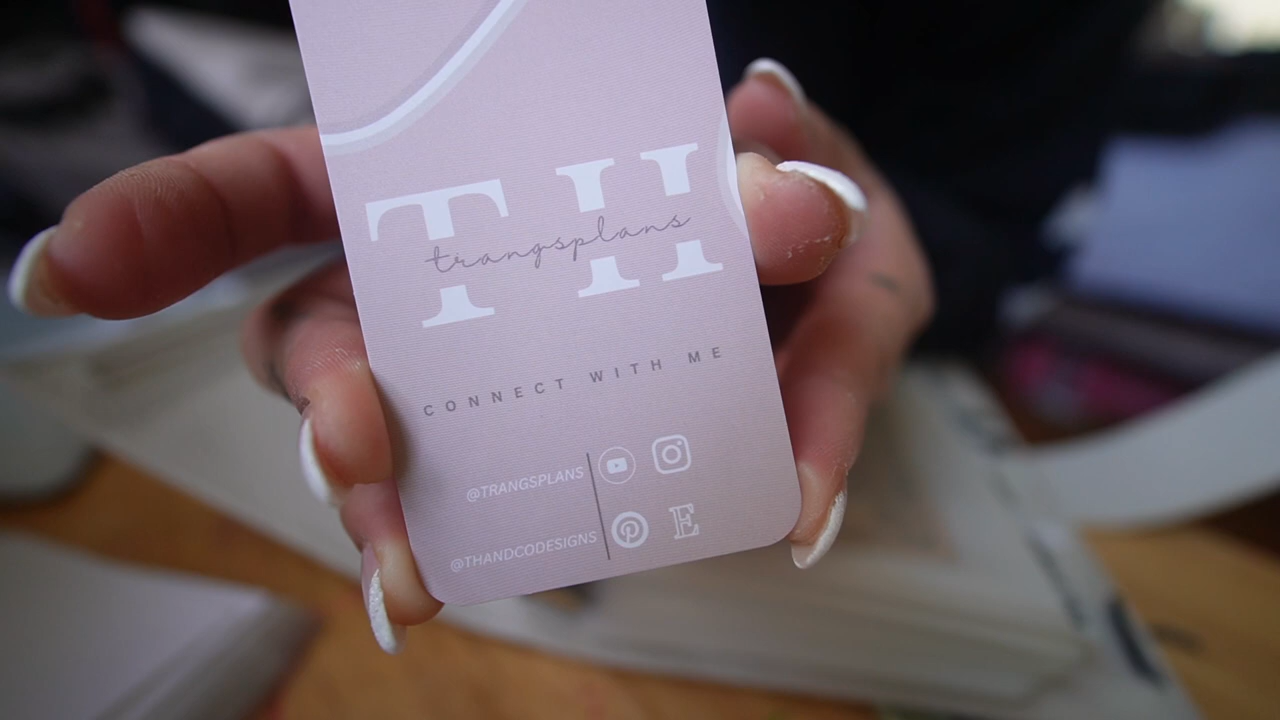 TH
trangsplans
CONNECT WITH ME
@TRANGSPLANS
@THANDCODESIGNS
E